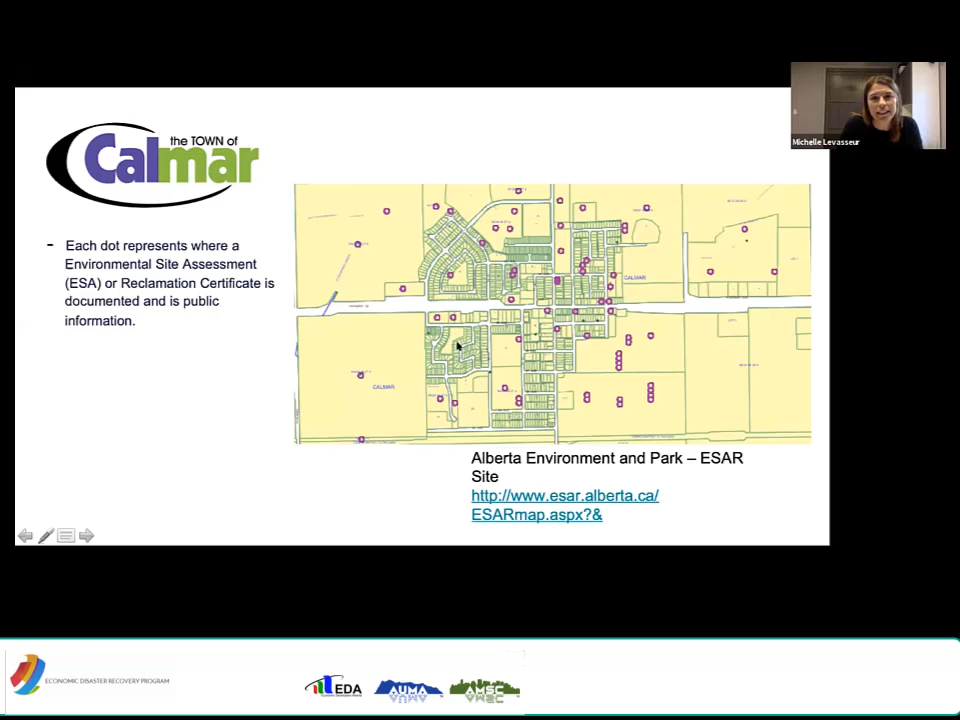 Michelle Levasseur
the TOWN of
Calmar
- Each dot represents where a
Environmental Site Assessment
(ESA) or Reclamation Certificate is
documented and is public
information.
CALMAR
CALMAR
Alberta Environment and Park – ESAR
Site
http://www.esar.alberta.ca/
ESARmap.aspx?&
ECONOMIC DISASTER RECOVERY PROGRAM
EDA
AUMA
AMSC